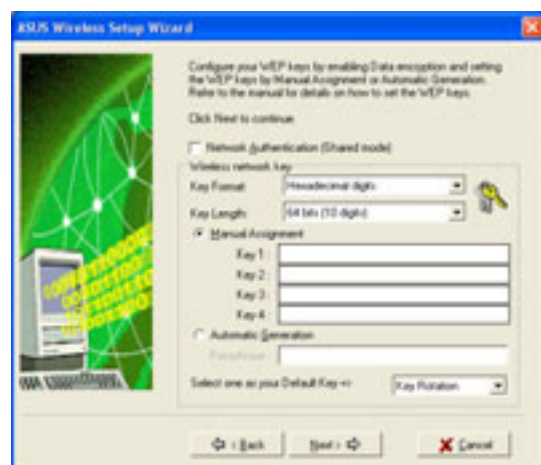 ASUS Wireless Setup Wizard
Configure your WEP keys by enabling Data encryption and setting
the WEP keys by Manual Assignment or Automatic Generation.
Refer to the manual for details on how to set the WEP keys.
Click Next to continue.
Network Authentication (Shared mode)
Wireless network key
Key Format: Hexadecimal digits
Key Length: 64 bits (10 digits)
Manual Assignment
Key 1 :
Key 2 :
Key 3 :
Key 4 :
Automatic Generation
Passphrase:
Select one as your Default Key => Key Rotation
< Back Next > Cancel